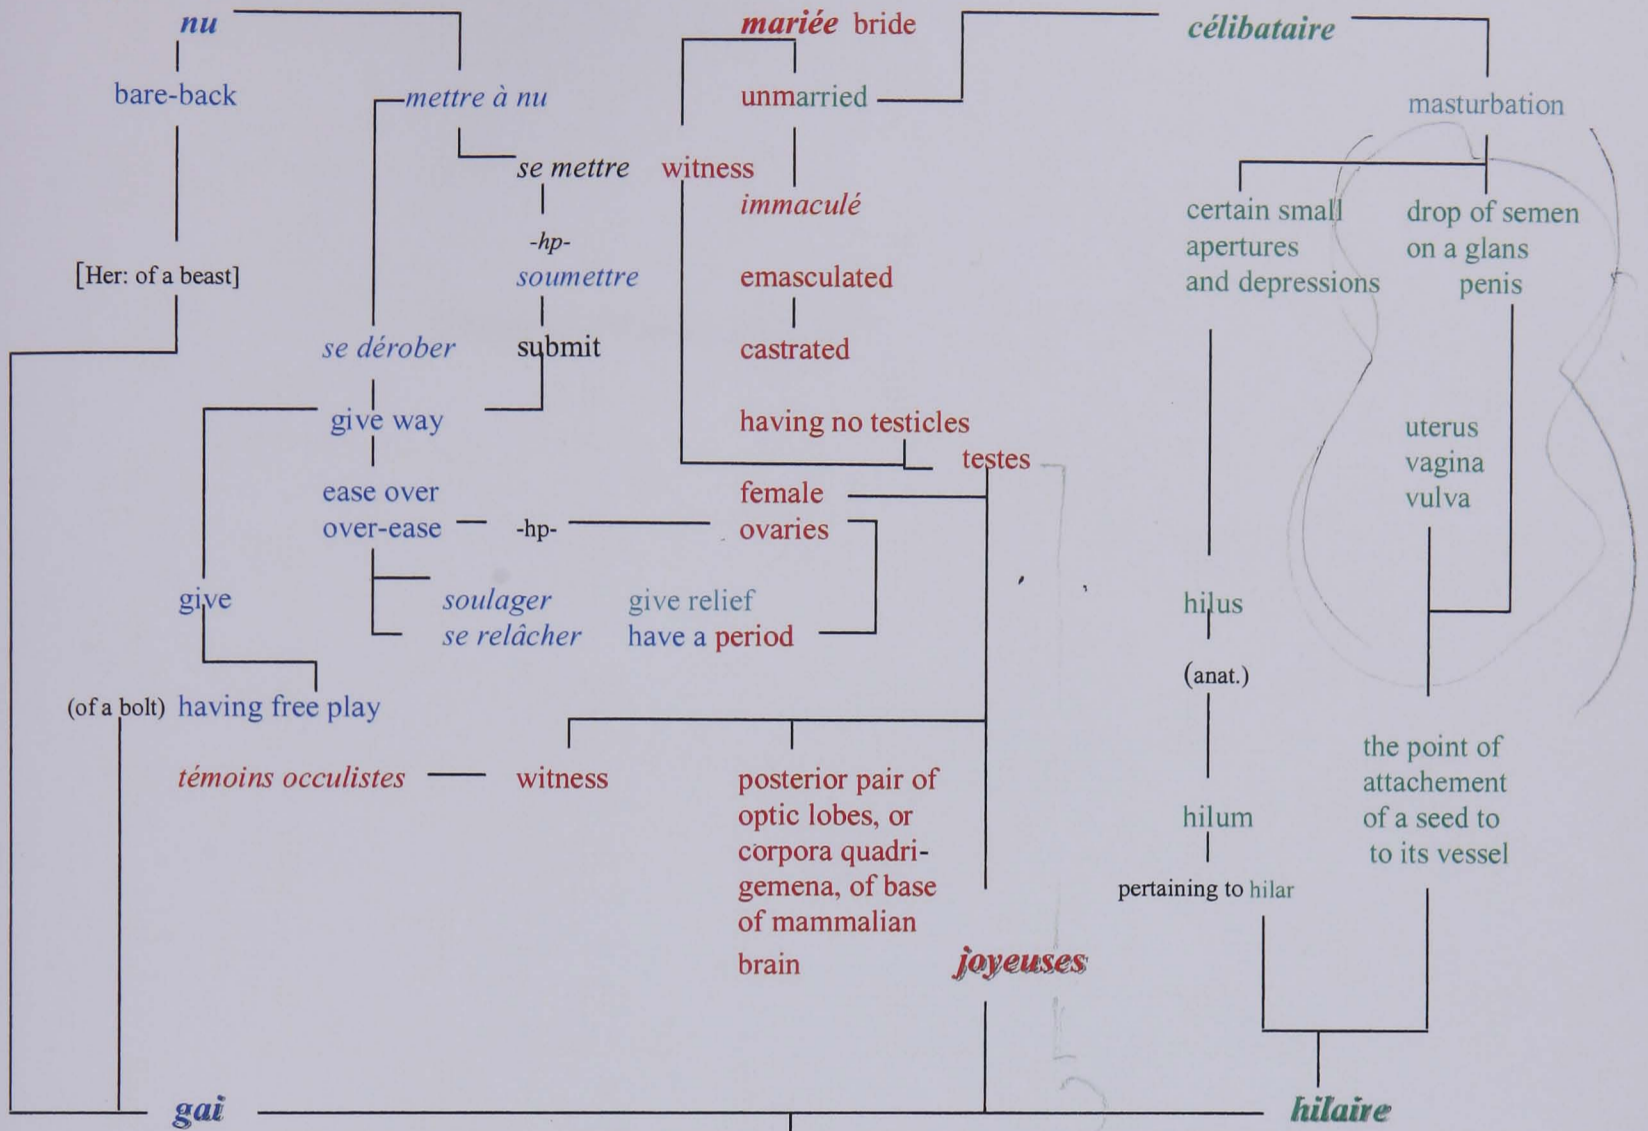 nu
mariée bride
célibataire
bare-back
mettre à nu
unmarried
masturbation
se mettre
witness
immaculé
certain small
apertures
and depressions
drop of semen
on a glans
penis
-hp-
soumettre
[Her: of a beast]
emasculated
se dérober
submit
castrated
give way
having no testicles
testes
uterus
vagina
vulva
ease over
over-ease
-hp-
female
ovaries
give
soulager
se relâcher
give relief
have a period
hilus
(anat.)
(of a bolt) having free play
témoins occulistes
witness
posterior pair of
optic lobes, or
corpora quadri-
gemena, of base
of mammalian
brain
the point of
attachement
of a seed to
to its vessel
hilum
pertaining to hilar
joyeuses
gai
hilaire